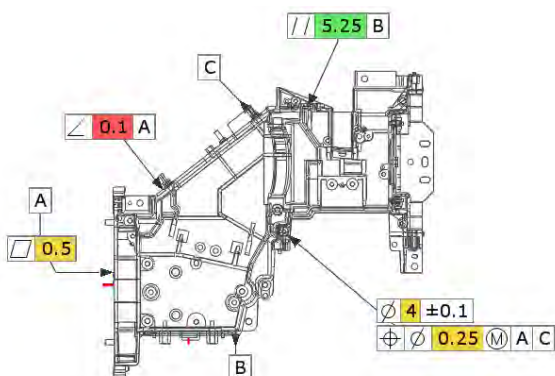 // 5.25 B
C
∠ 0.1 A
A
⏥ 0.5
⌀ 4 ±0.1
⌖ ⌀ 0.25 Ⓜ A C
B